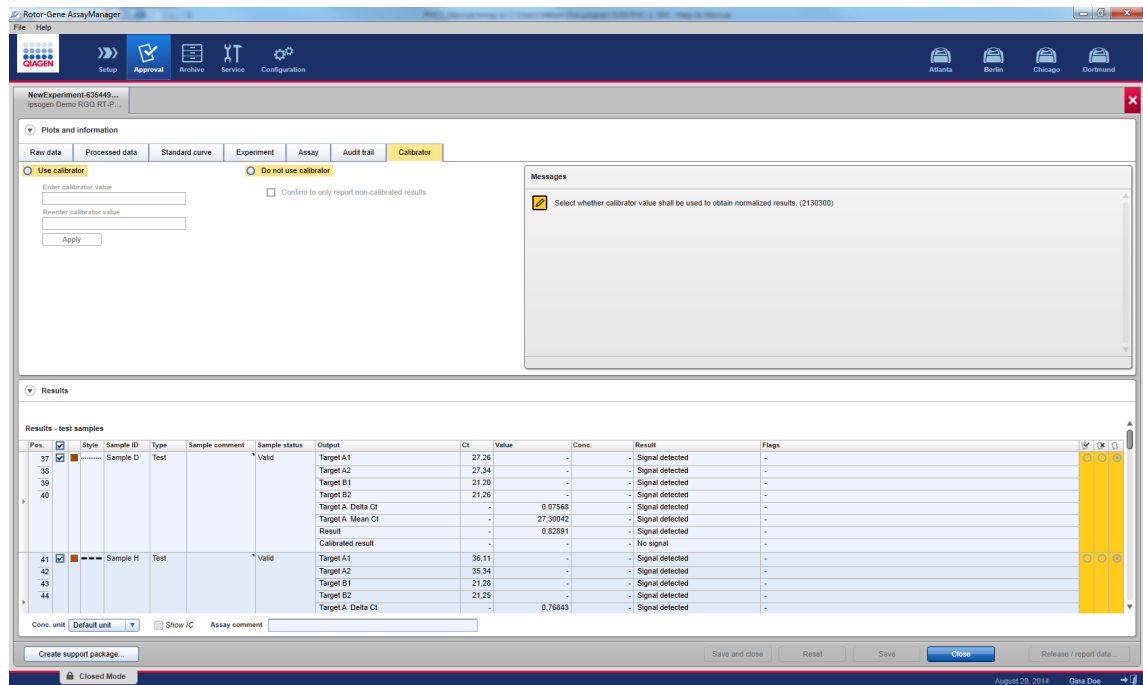 Rotor-Gene AssayManager
File Help
QIAGEN
Setup Approval Archive Service Configuration
Atlanta Berlin Chicago Dortmund
NewExperiment-635449...
ipsogen Demo RGQ RT-P...
Plots and information
Raw data Processed data Standard curve Experiment Assay Audit trail Calibrator
Use calibrator Do not use calibrator
Enter calibrator value
Confirm to only report non-calibrated results
Reenter calibrator value
Apply
Messages
Select whether calibrator value shall be used to obtain normalized results. (2130300)
Results
Results - test samples
Pos. Style Sample ID Type Sample comment Sample status Output Ct Value Conc. Result Flags
37 Sample D Test Valid Target A1 27,26 - - Signal detected -
38 Target A2 27,34 - - Signal detected -
39 Target B1 21,20 - - Signal detected -
40 Target B2 21,26 - - Signal detected -
Target A Delta Ct - 0,07568 - Signal detected -
Target A Mean Ct - 27,30042 - Signal detected -
Result - 0,82891 - Signal detected -
Calibrated result - - - No signal -
41 Sample H Test Valid Target A1 36,11 - - Signal detected -
42 Target A2 35,34 - - Signal detected -
43 Target B1 21,28 - - Signal detected -
44 Target B2 21,25 - - Signal detected -
Target A Delta Ct - 0,76843 - Signal detected -
Conc. unit Default unit Show IC Assay comment
Create support package... Save and close Reset Save Close Release / report data...
Closed Mode
August 29, 2014 Gina Doe